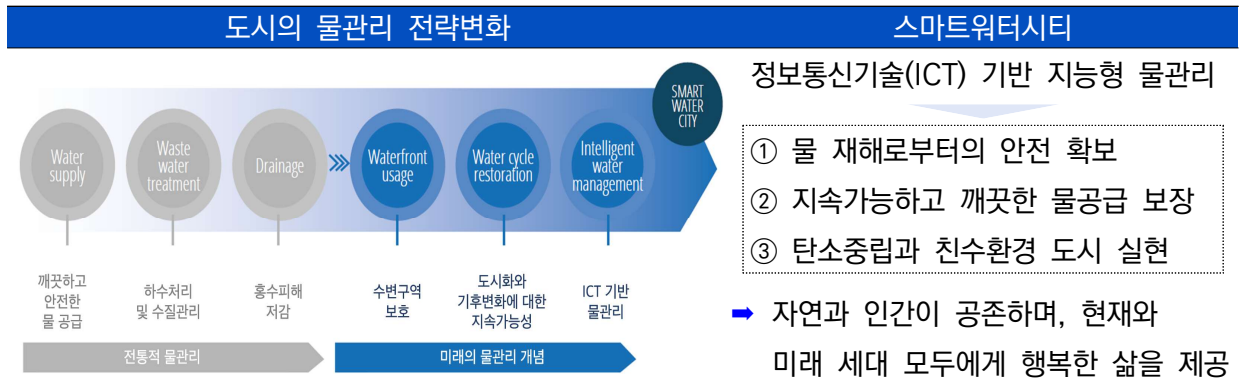 도시의 물관리 전략변화
스마트워터시티
SMART
WATER
CITY
Water
supply
Waste
water
treatment
Drainage
Waterfront
usage
Water cycle
restoration
Intelligent
water
management
깨끗하고
안전한
물 공급
하수처리
및 수질관리
홍수피해
저감
수변구역
보호
도시화와
기후변화에 대한
지속가능성
ICT 기반
물관리
전통적 물관리
미래의 물관리 개념
정보통신기술(ICT) 기반 지능형 물관리
① 물 재해로부터의 안전 확보
② 지속가능하고 깨끗한 물공급 보장
③ 탄소중립과 친수환경 도시 실현
➡ 자연과 인간이 공존하며, 현재와
미래 세대 모두에게 행복한 삶을 제공